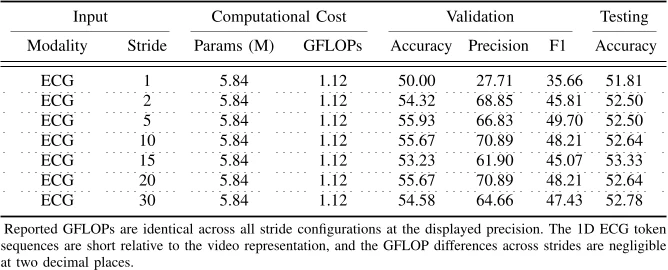 Input Computational Cost Validation Testing
Modality Stride Params (M) GFLOPs Accuracy Precision F1 Accuracy
ECG 1 5.84 1.12 50.00 27.71 35.66 51.81
ECG 2 5.84 1.12 54.32 68.85 45.81 52.50
ECG 5 5.84 1.12 55.93 66.83 49.70 52.50
ECG 10 5.84 1.12 55.67 70.89 48.21 52.64
ECG 15 5.84 1.12 53.23 61.90 45.07 53.33
ECG 20 5.84 1.12 55.67 70.89 48.21 52.64
ECG 30 5.84 1.12 54.58 64.66 47.43 52.78
Reported GFLOPs are identical across all stride configurations at the displayed precision. The 1D ECG token
sequences are short relative to the video representation, and the GFLOP differences across strides are negligible
at two decimal places.